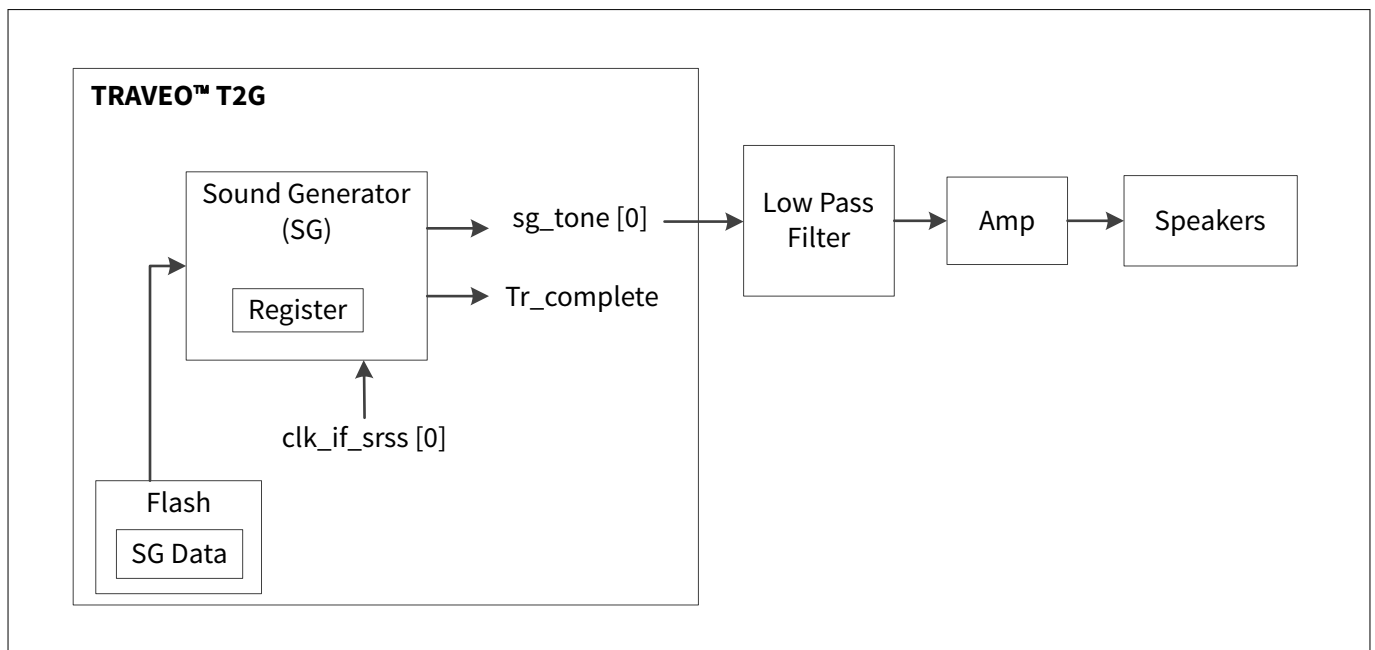 TRAVEO™ T2G
Sound Generator
(SG)
Register
sg_tone [0]
Tr_complete
clk_if_srss [0]
Flash
SG Data
Low Pass
Filter
Amp
Speakers